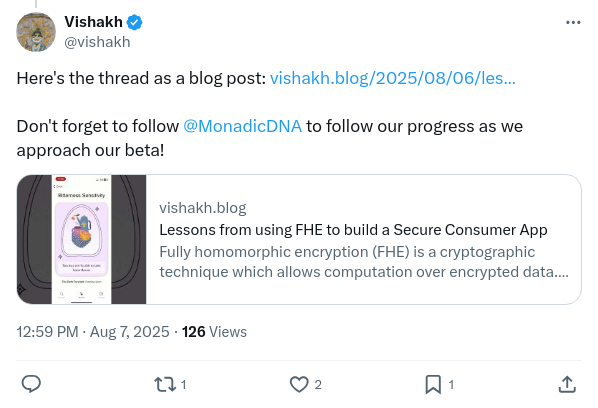 Vishakh
@vishakh
Here's the thread as a blog post: vishakh.blog/2025/08/06/les...
Don't forget to follow @MonadicDNA to follow our progress as we
approach our beta!
Bitterness Sensitivity
vishakh.blog
Lessons from using FHE to build a Secure Consumer App
Fully homomorphic encryption (FHE) is a cryptographic
technique which allows computation over encrypted data....
12:59 PM · Aug 7, 2025 · 126 Views
1 2 1